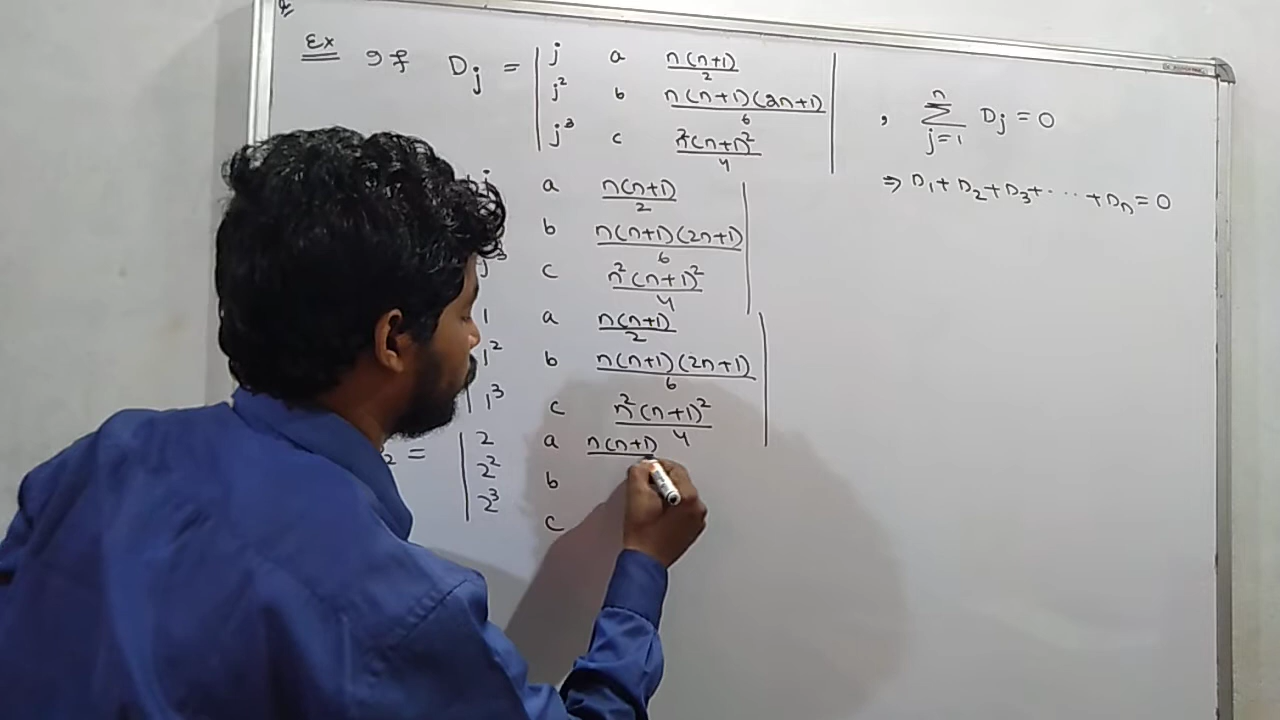 Ex If Dj = | j a n(n+1)/2 |
| j² b n(n+1)(2n+1)/6 | , n Σ j=1 Dj = 0
| j³ c n²(n+1)²/4 |
j a n(n+1)/2 | ⇒ D₁ + D₂ + D₃ + ... + Dn = 0
b n(n+1)(2n+1)/6 |
j³ c n²(n+1)²/4 |
1 a n(n+1)/2 |
1² b n(n+1)(2n+1)/6 |
| 1³ c n²(n+1)²/4 |
₂ = | 2 a n(n+1)
| 2² b
| 2³ c